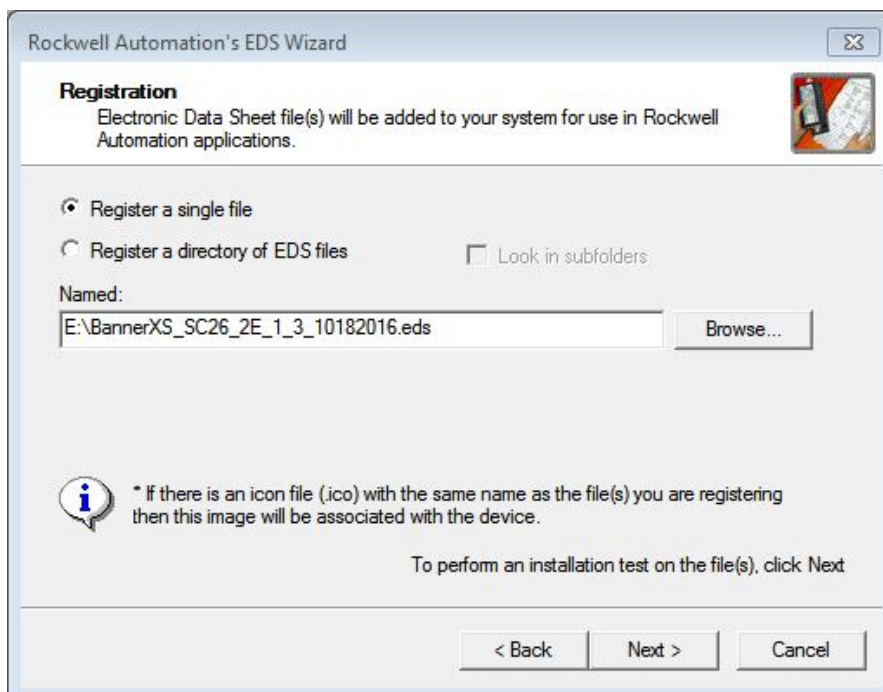 Rockwell Automation's EDS Wizard
Registration
Electronic Data Sheet file(s) will be added to your system for use in Rockwell
Automation applications.
Register a single file
Register a directory of EDS files
Look in subfolders
Named:
E:\BannerXS_SC26_2E_1_3_10182016.eds
Browse...
* If there is an icon file (.ico) with the same name as the file(s) you are registering
then this image will be associated with the device.
To perform an installation test on the file(s), click Next
< Back
Next >
Cancel